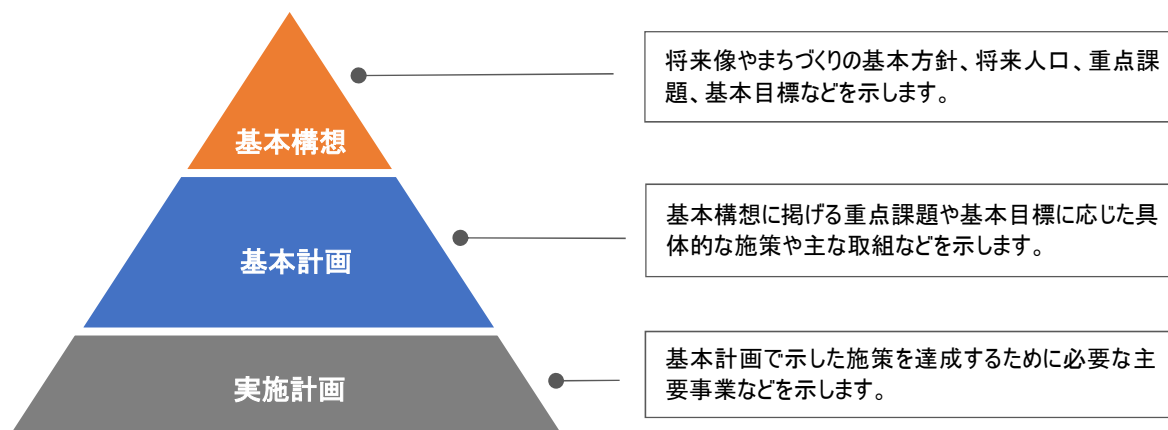 基本構想
将来像やまちづくりの基本方針、将来人口、重点課
題、基本目標などを示します。
基本計画
基本構想に掲げる重点課題や基本目標に応じた具
体的な施策や主な取組などを示します。
実施計画
基本計画で示した施策を達成するために必要な主
要事業などを示します。